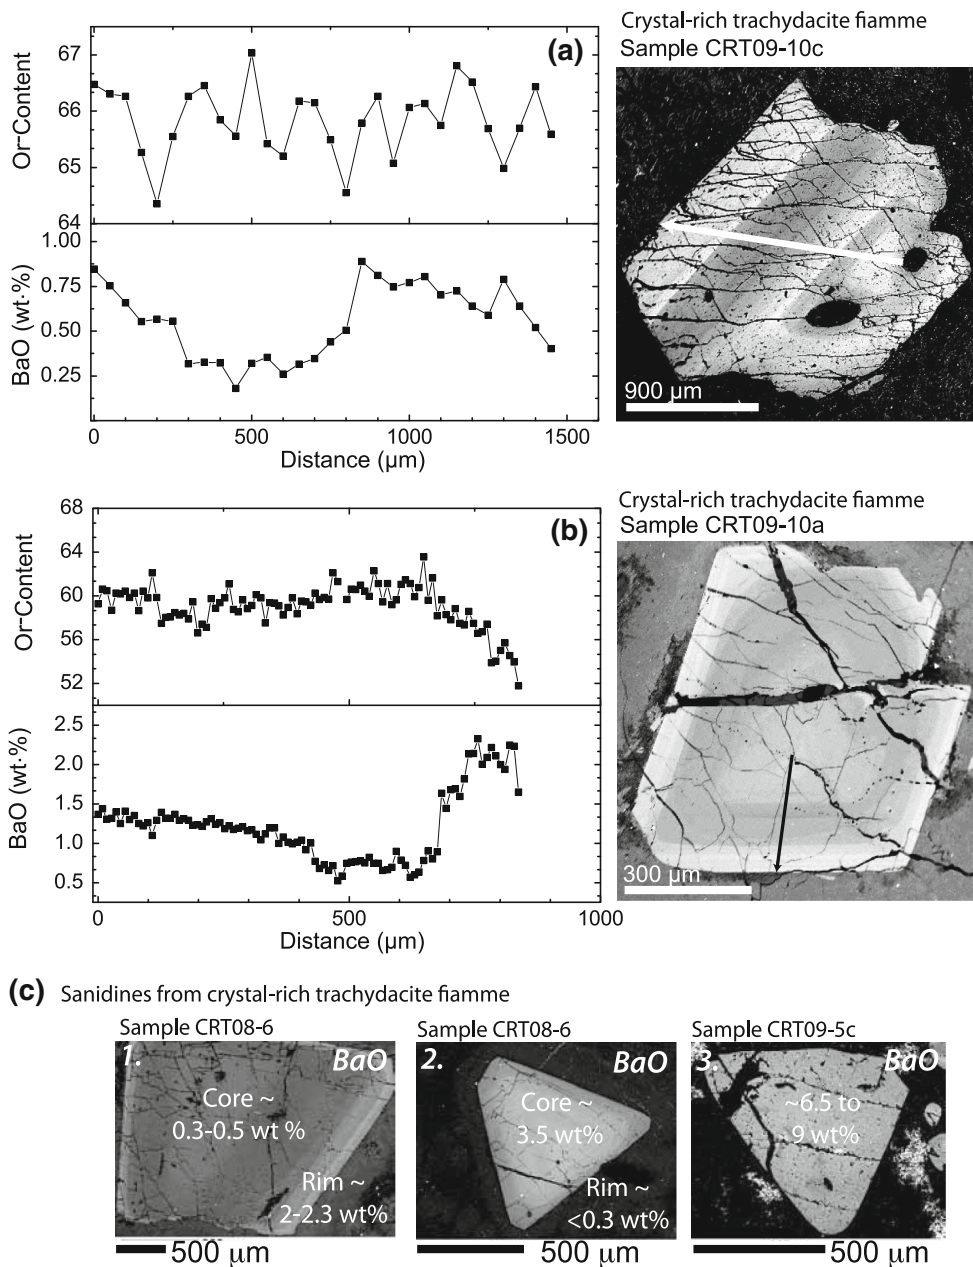 (a)
Or-Content
67
66
65
64
BaO (wt·%)
1.00
0.75
0.50
0.25
0
500
1000
1500
Distance (µm)
Crystal-rich trachydacite fiamme
Sample CRT09-10c
900 µm
(b)
Or-Content
68
64
60
56
52
BaO (wt·%)
2.5
2.0
1.5
1.0
0.5
0
500
1000
Distance (µm)
Crystal-rich trachydacite fiamme
Sample CRT09-10a
300 µm
(c) Sanidines from crystal-rich trachydacite fiamme
Sample CRT08-6
1.
BaO
Core ~
0.3-0.5 wt %
Rim ~
2-2.3 wt%
500 µm
Sample CRT08-6
2.
BaO
Core ~
3.5 wt%
Rim ~
<0.3 wt%
500 µm
Sample CRT09-5c
3.
BaO
~6.5 to
9 wt%
500 µm